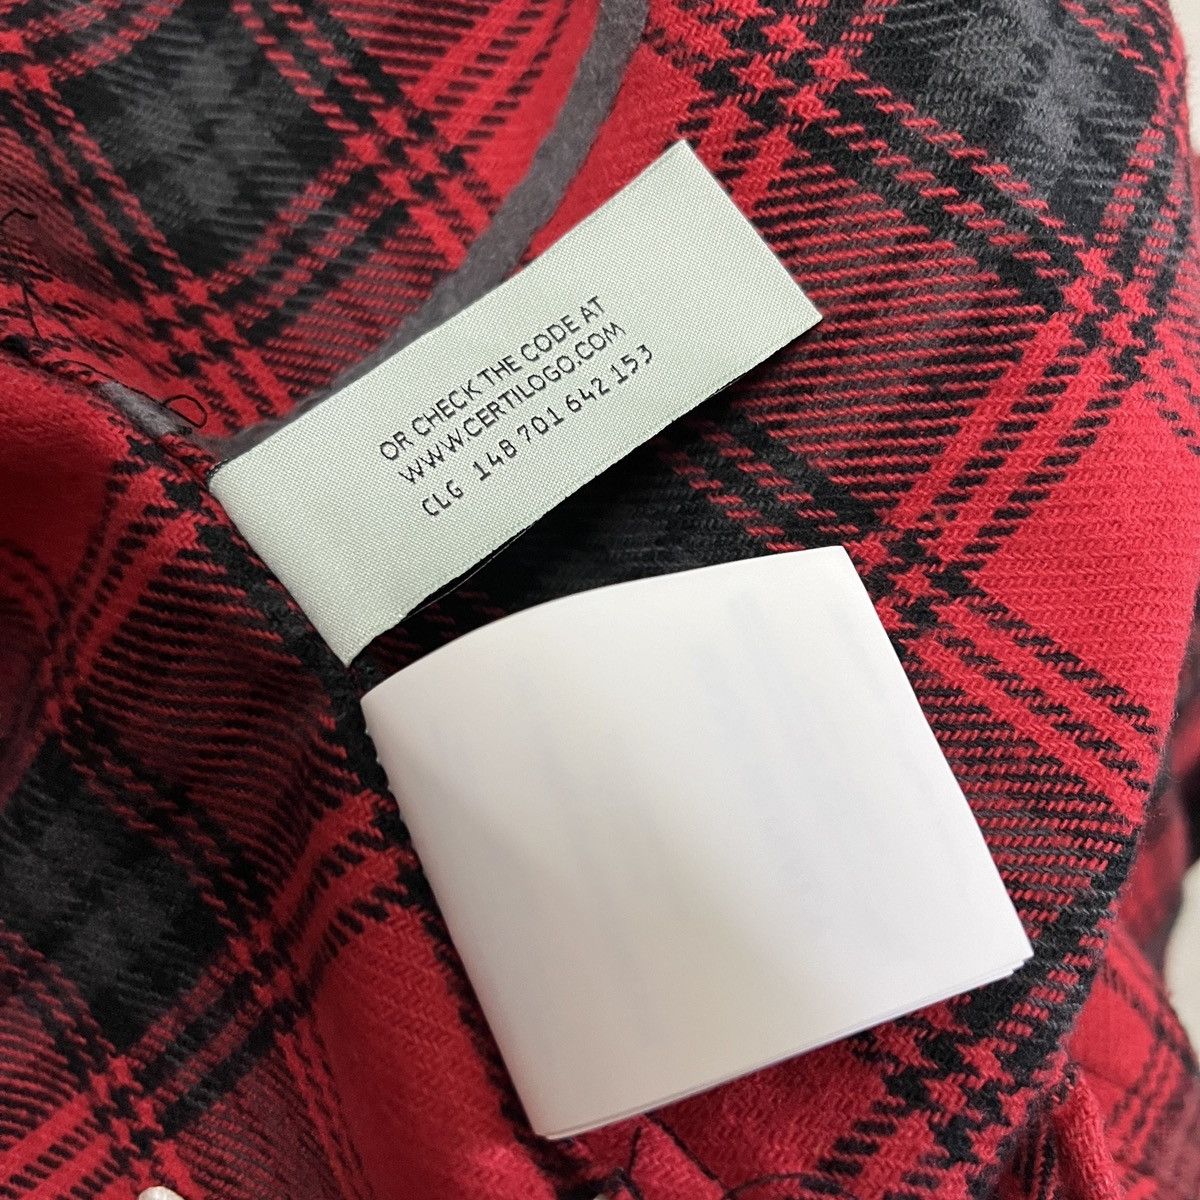 OR CHECK THE CODE AT
WWW.CERTILOGO.COM
CLG 148 701 642 153